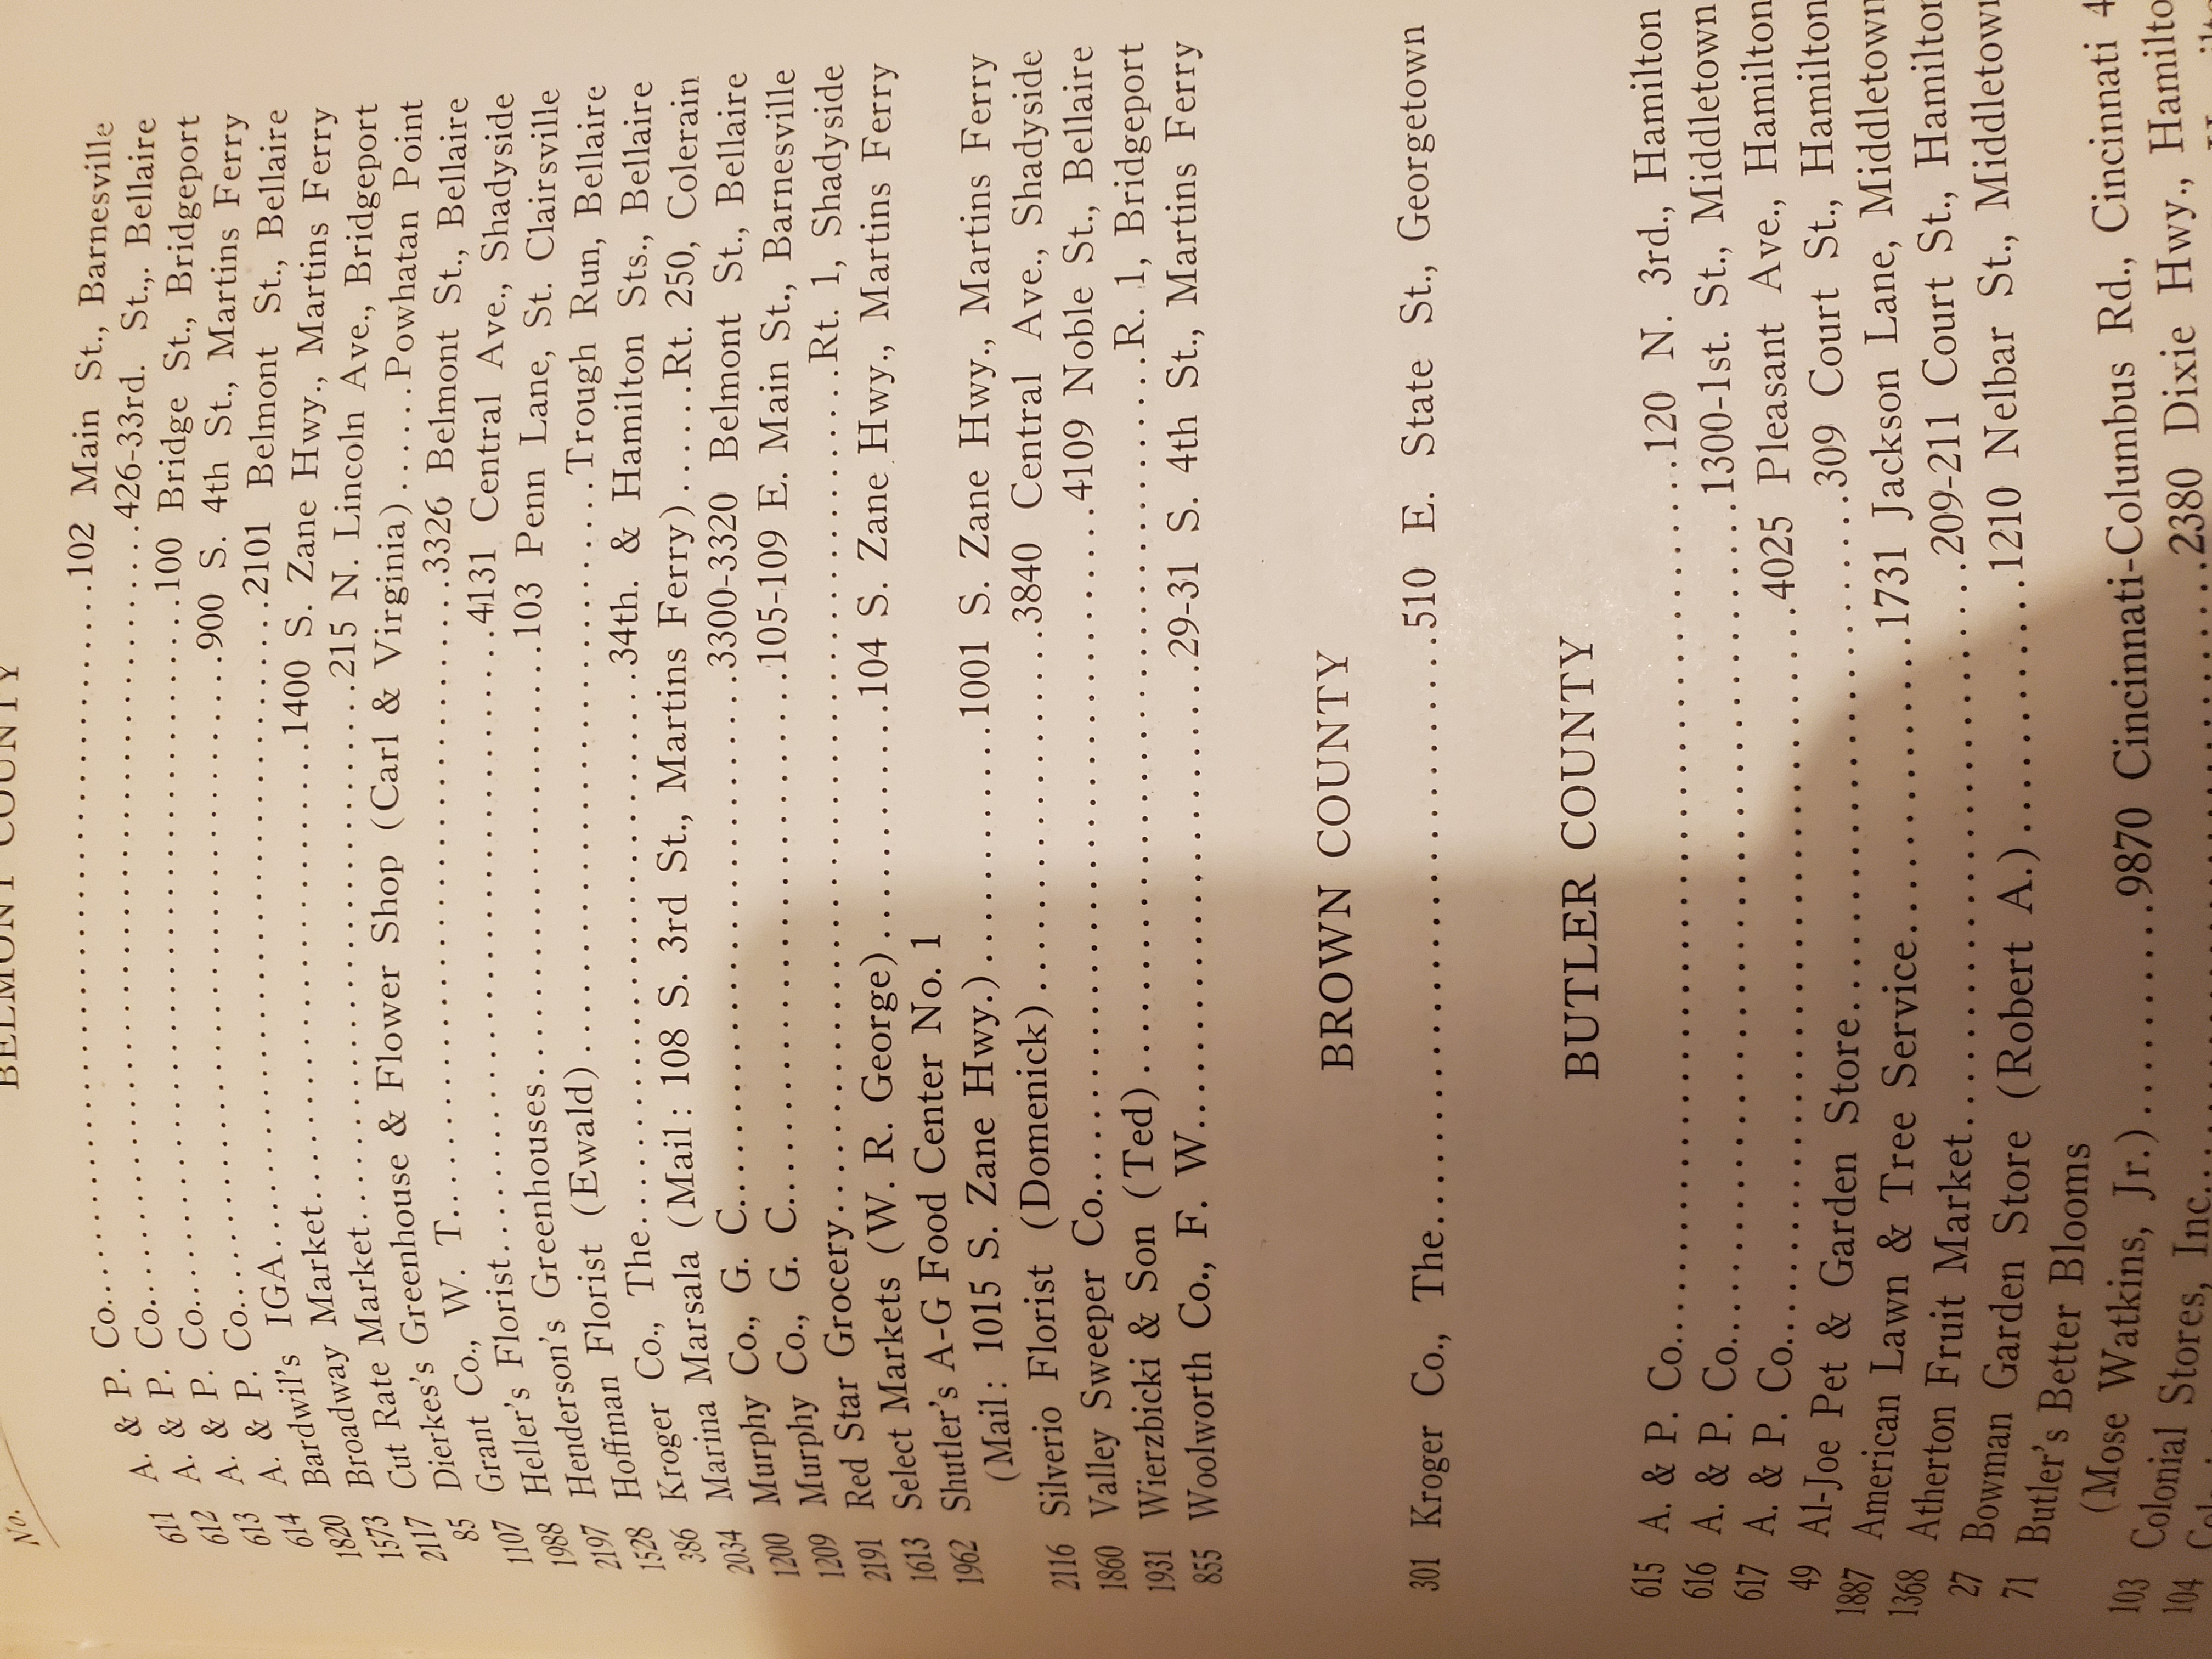 BELMONT COUNTY
No.
611 A. & P. Co..........102 Main St., Barnesville
612 A. & P. Co..........426-33rd. St.,. Bellaire
613 A. & P. Co..........100 Bridge St., Bridgeport
614 A. & P. Co..........900 S. 4th St., Martins Ferry
1820 Bardwil's IGA..........2101 Belmont St., Bellaire
1573 Broadway Market..........1400 S. Zane Hwy., Martins Ferry
2117 Cut Rate Market..........215 N. Lincoln Ave., Bridgeport
85 Dierkes's Greenhouse & Flower Shop (Carl & Virginia)......Powhatan Point
1107 Grant Co., W. T..........3326 Belmont St., Bellaire
1988 Heller's Florist..........4131 Central Ave., Shadyside
2197 Henderson's Greenhouses..........103 Penn Lane, St. Clairsville
1528 Hoffman Florist (Ewald)..........Trough Run, Bellaire
386 Kroger Co., The..........34th. & Hamilton Sts., Bellaire
2034 Marina Marsala (Mail: 108 S. 3rd St., Martins Ferry)......Rt. 250, Colerain
1200 Murphy Co., G. C..........3300-3320 Belmont St., Bellaire
1209 Murphy Co., G. C..........105-109 E. Main St., Barnesville
2191 Red Star Grocery..........Rt. 1, Shadyside
1613 Select Markets (W. R. George)..........104 S. Zane Hwy., Martins Ferry
1962 Shutler's A-G Food Center No. 1
(Mail: 1015 S. Zane Hwy.)..........1001 S. Zane Hwy., Martins Ferry
2116 Silverio Florist (Domenick)..........3840 Central Ave., Shadyside
1860 Valley Sweeper Co..........4109 Noble St., Bellaire
1931 Wierzbicki & Son (Ted)..........R. 1, Bridgeport
855 Woolworth Co., F. W..........29-31 S. 4th St., Martins Ferry
BROWN COUNTY
301 Kroger Co., The..........510 E. State St., Georgetown
BUTLER COUNTY
615 A. & P. Co..........120 N. 3rd., Hamilton
616 A. & P. Co..........1300-1st. St., Middletown
617 A. & P. Co..........4025 Pleasant Ave., Hamilton
49 Al-Joe Pet & Garden Store..........309 Court St., Hamilton
1887 American Lawn & Tree Service..........1731 Jackson Lane, Middletown
1368 Atherton Fruit Market..........209-211 Court St., Hamilton
27 Bowman Garden Store (Robert A.)..........1210 Nelbar St., Middletown
71 Butler's Better Blooms
(Mose Watkins, Jr.)..........9870 Cincinnati-Columbus Rd., Cincinnati 4
103 Colonial Stores, Inc..........2380 Dixie Hwy., Hamilto
104